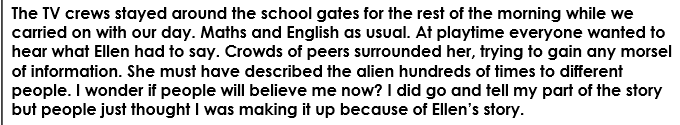 The TV crews stayed around the school gates for the rest of the morning while we
carried on with our day. Maths and English as usual. At playtime everyone wanted to
hear what Ellen had to say. Crowds of peers surrounded her, trying to gain any morsel
of information. She must have described the alien hundreds of times to different
people. I wonder if people will believe me now? I did go and tell my part of the story
but people just thought I was making it up because of Ellen's story.